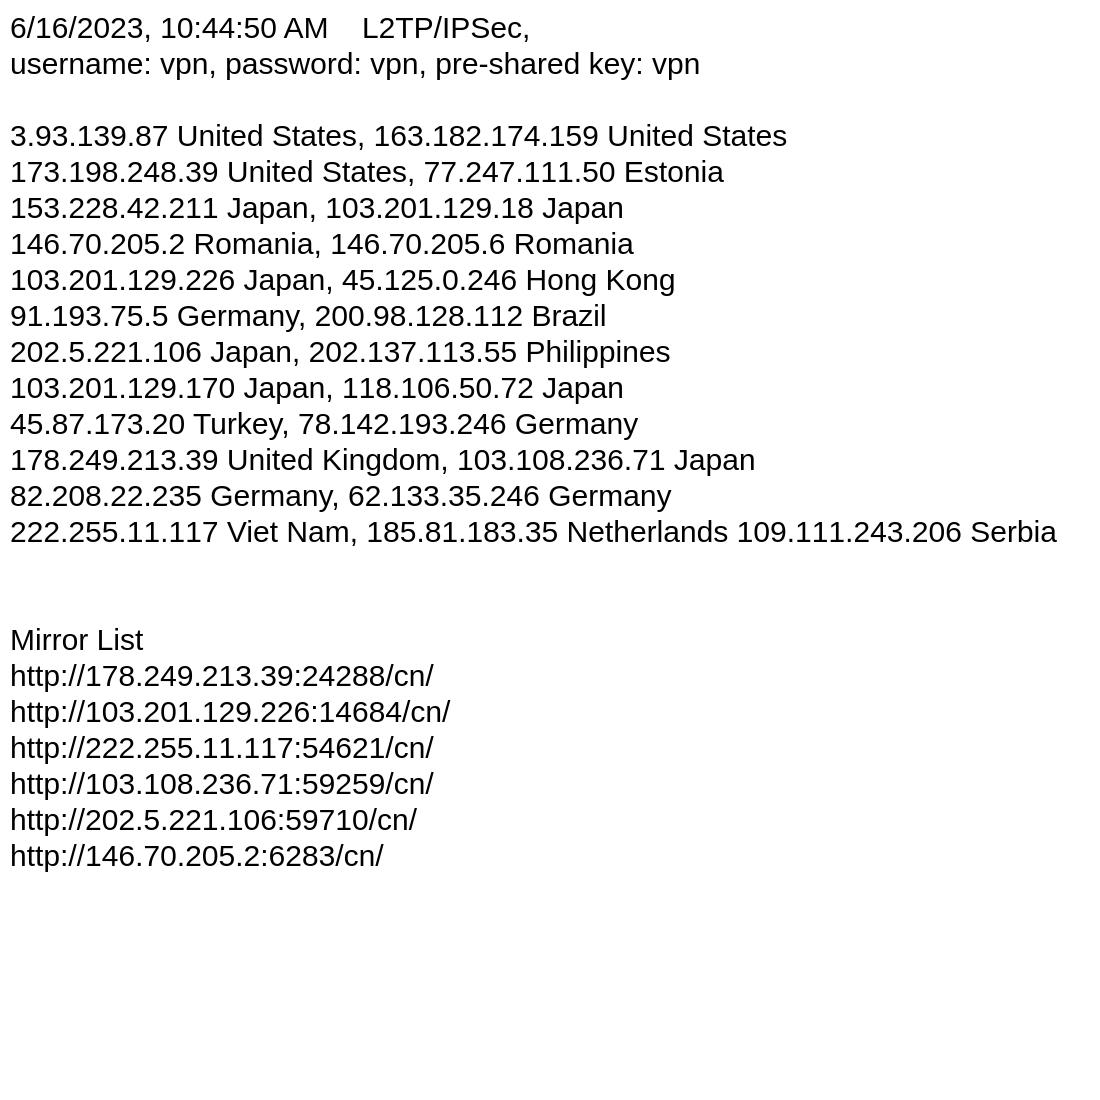 6/16/2023, 10:44:50 AM    L2TP/IPSec,
username: vpn, password: vpn, pre-shared key: vpn
3.93.139.87 United States, 163.182.174.159 United States
173.198.248.39 United States, 77.247.111.50 Estonia
153.228.42.211 Japan, 103.201.129.18 Japan
146.70.205.2 Romania, 146.70.205.6 Romania
103.201.129.226 Japan, 45.125.0.246 Hong Kong
91.193.75.5 Germany, 200.98.128.112 Brazil
202.5.221.106 Japan, 202.137.113.55 Philippines
103.201.129.170 Japan, 118.106.50.72 Japan
45.87.173.20 Turkey, 78.142.193.246 Germany
178.249.213.39 United Kingdom, 103.108.236.71 Japan
82.208.22.235 Germany, 62.133.35.246 Germany
222.255.11.117 Viet Nam, 185.81.183.35 Netherlands 109.111.243.206 Serbia
Mirror List
http://178.249.213.39:24288/cn/
http://103.201.129.226:14684/cn/
http://222.255.11.117:54621/cn/
http://103.108.236.71:59259/cn/
http://202.5.221.106:59710/cn/
http://146.70.205.2:6283/cn/